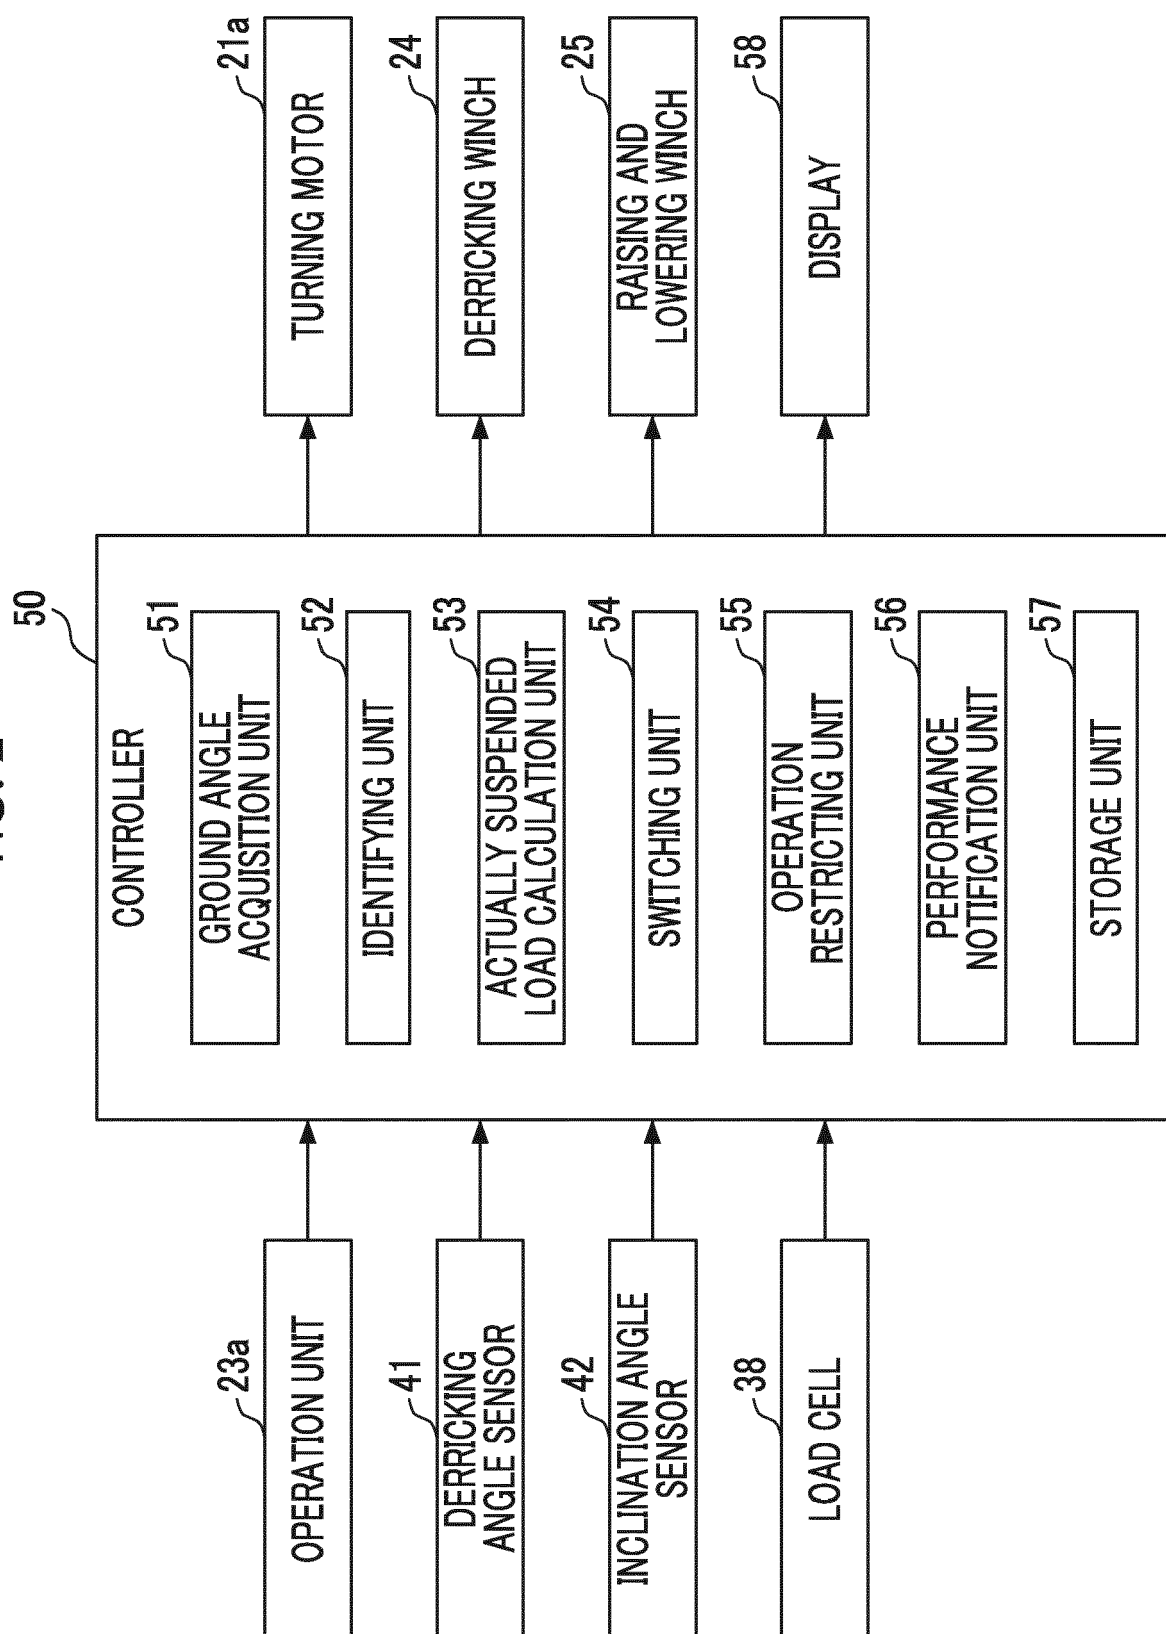 50
CONTROLLER
23a
OPERATION UNIT
41
DERRICKING
ANGLE SENSOR
42
INCLINATION ANGLE
SENSOR
38
LOAD CELL
51
GROUND ANGLE
ACQUISITION UNIT
52
IDENTIFYING UNIT
53
ACTUALLY SUSPENDED
LOAD CALCULATION UNIT
54
SWITCHING UNIT
55
OPERATION
RESTRICTING UNIT
56
PERFORMANCE
NOTIFICATION UNIT
57
STORAGE UNIT
21a
TURNING MOTOR
24
DERRICKING WINCH
25
RAISING AND
LOWERING WINCH
58
DISPLAY